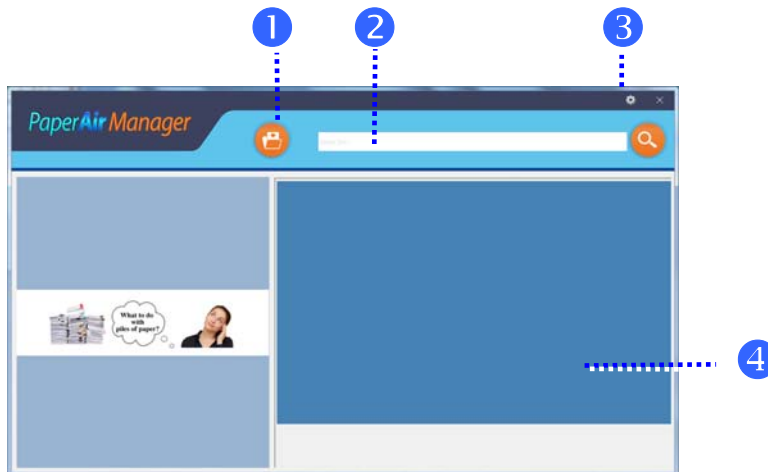 1 2 3
PaperAir Manager
What to do
with
piles of paper?
4